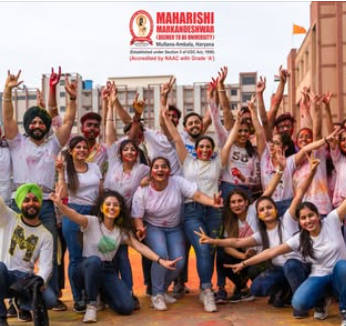 MAHARISHI
MARKANDESHWAR
(DEEMED TO BE UNIVERSITY)
Mullana-Ambala, Haryana
(Established under Section 3 of UGC Act, 1956)
(Accredited by NAAC with Grade 'A')